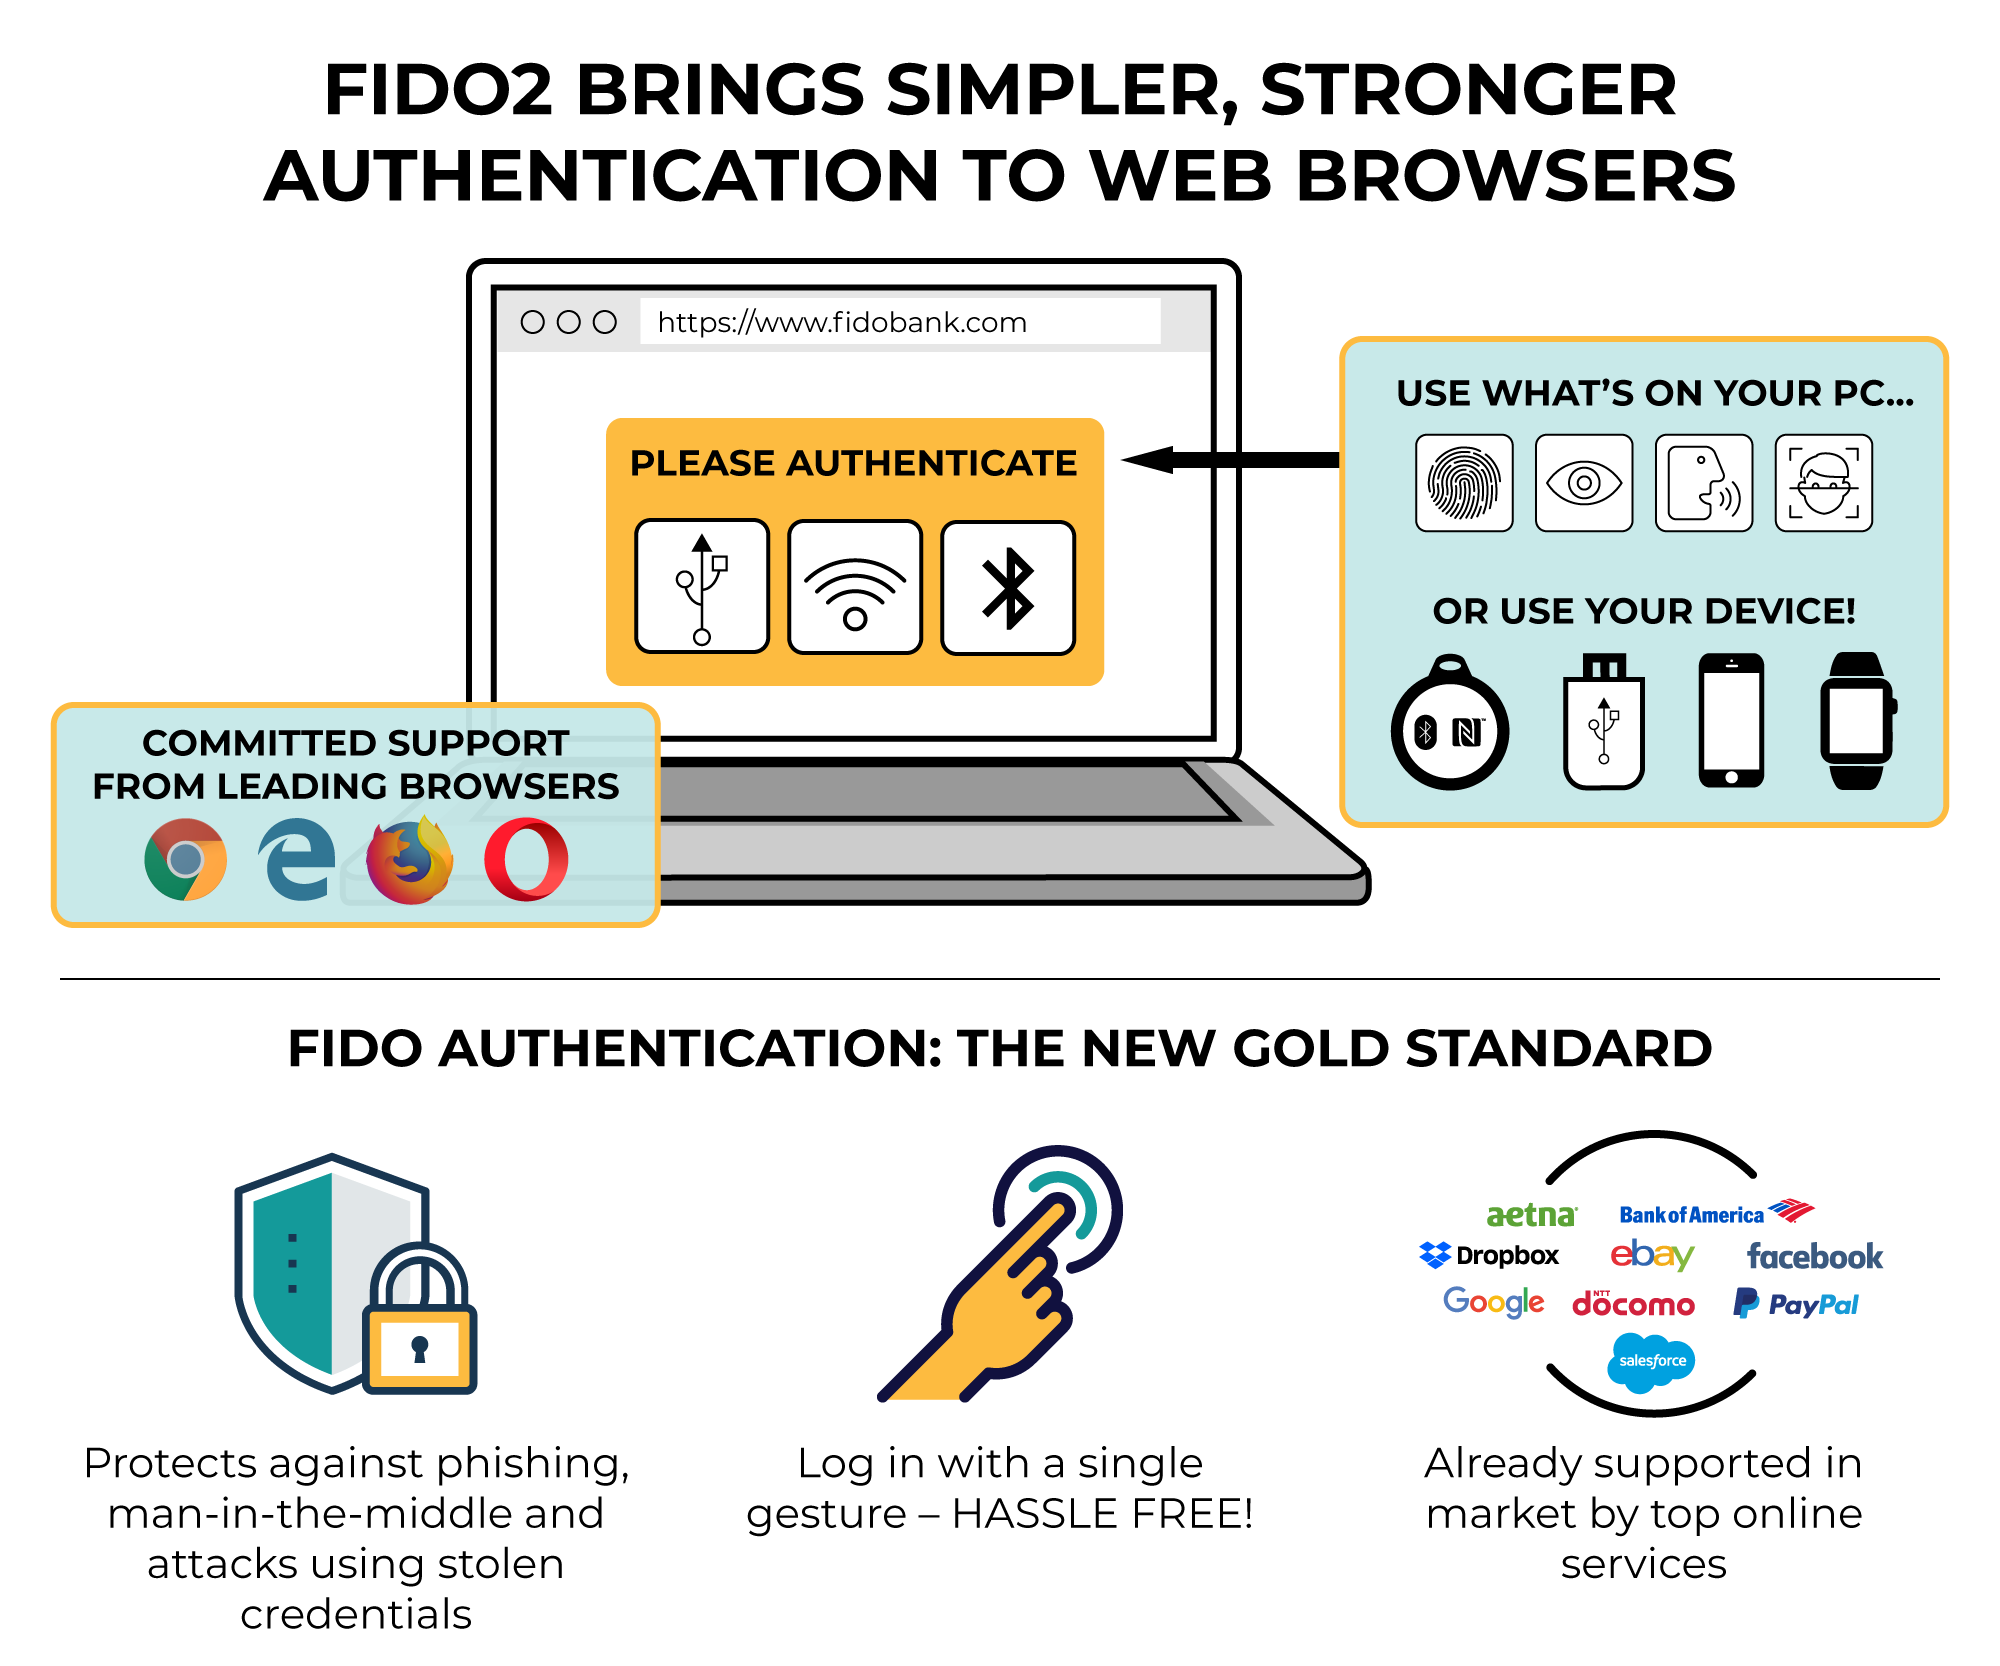 FIDO2 BRINGS SIMPLER, STRONGER
AUTHENTICATION TO WEB BROWSERS
https://www.fidobank.com
PLEASE AUTHENTICATE
USE WHAT'S ON YOUR PC...
OR USE YOUR DEVICE!
COMMITTED SUPPORT
FROM LEADING BROWSERS
FIDO AUTHENTICATION: THE NEW GOLD STANDARD
Protects against phishing,
man-in-the-middle and
attacks using stolen
credentials
Log in with a single
gesture – HASSLE FREE!
aetna
Bank of America
Dropbox
ebay
facebook
Google
NTT
döcomo
PayPal
salesforce
Already supported in
market by top online
services